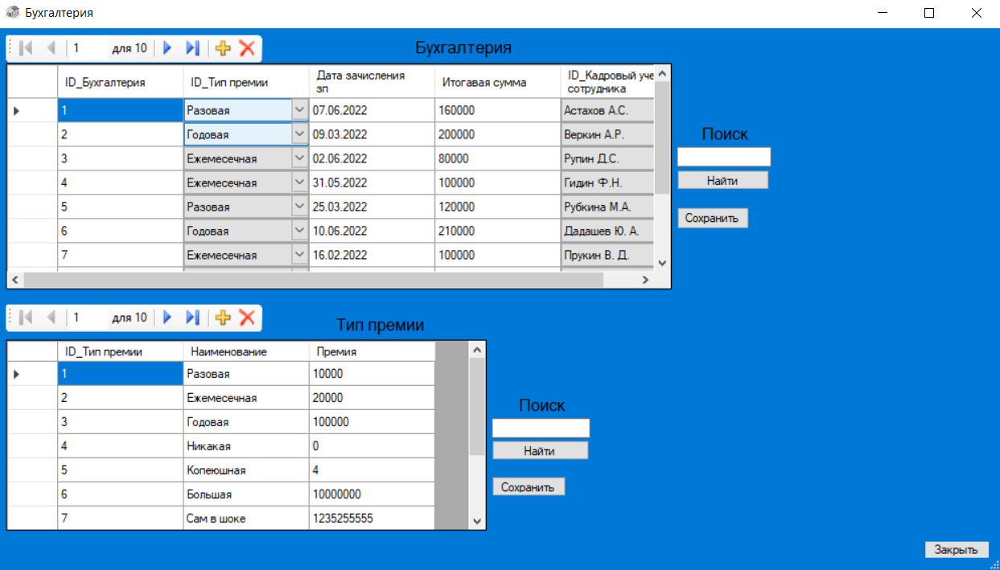 Бухгалтерия
1 для 10
Бухгалтерия
ID_Бухгалтерия ID_Тип премии Дата зачисления зп Итогавая сумма ID_Кадровый уче сотрудника
1 Разовая 07.06.2022 160000 Астахов А.С.
2 Годовая 09.03.2022 200000 Веркин А.Р.
3 Ежемесечная 02.06.2022 80000 Рупин Д.С.
4 Ежемесечная 31.05.2022 100000 Гидин Ф.Н.
5 Разовая 25.03.2022 120000 Рубкина М.А.
6 Годовая 10.06.2022 210000 Дадашев Ю. А.
7 Ежемесечная 16.02.2022 100000 Прукин В. Д.
Поиск
Найти
Сохранить
1 для 10
Тип премии
ID_Тип премии Наименование Премия
1 Разовая 10000
2 Ежемесечная 20000
3 Годовая 100000
4 Никакая 0
5 Копеюшная 4
6 Большая 10000000
7 Сам в шоке 1235255555
Поиск
Найти
Сохранить
Закрыть